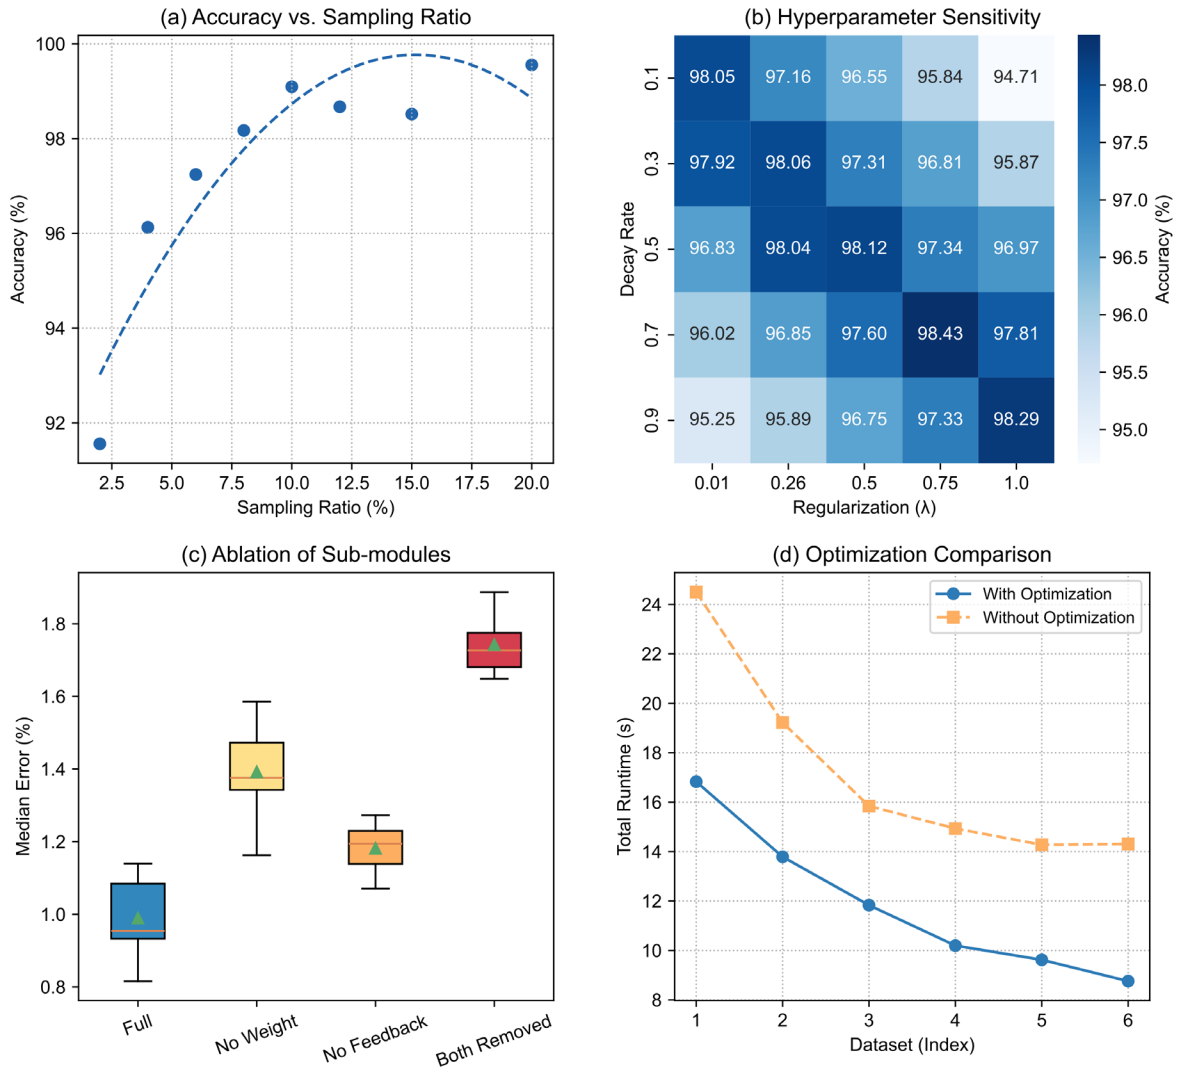 (a) Accuracy vs. Sampling Ratio
100
98
96
94
92
Accuracy (%)
2.5 5.0 7.5 10.0 12.5 15.0 17.5 20.0
Sampling Ratio (%)
(b) Hyperparameter Sensitivity
Decay Rate
0.1 98.05 97.16 96.55 95.84 94.71
0.3 97.92 98.06 97.31 96.81 95.87
0.5 96.83 98.04 98.12 97.34 96.97
0.7 96.02 96.85 97.60 98.43 97.81
0.9 95.25 95.89 96.75 97.33 98.29
0.01 0.26 0.5 0.75 1.0
Regularization (λ)
98.0
97.5
97.0
96.5
96.0
95.5
95.0
Accuracy (%)
(c) Ablation of Sub-modules
1.8
1.6
1.4
1.2
1.0
0.8
Median Error (%)
Full No Weight No Feedback Both Removed
(d) Optimization Comparison
With Optimization
Without Optimization
24
22
20
18
16
14
12
10
8
Total Runtime (s)
1 2 3 4 5 6
Dataset (Index)